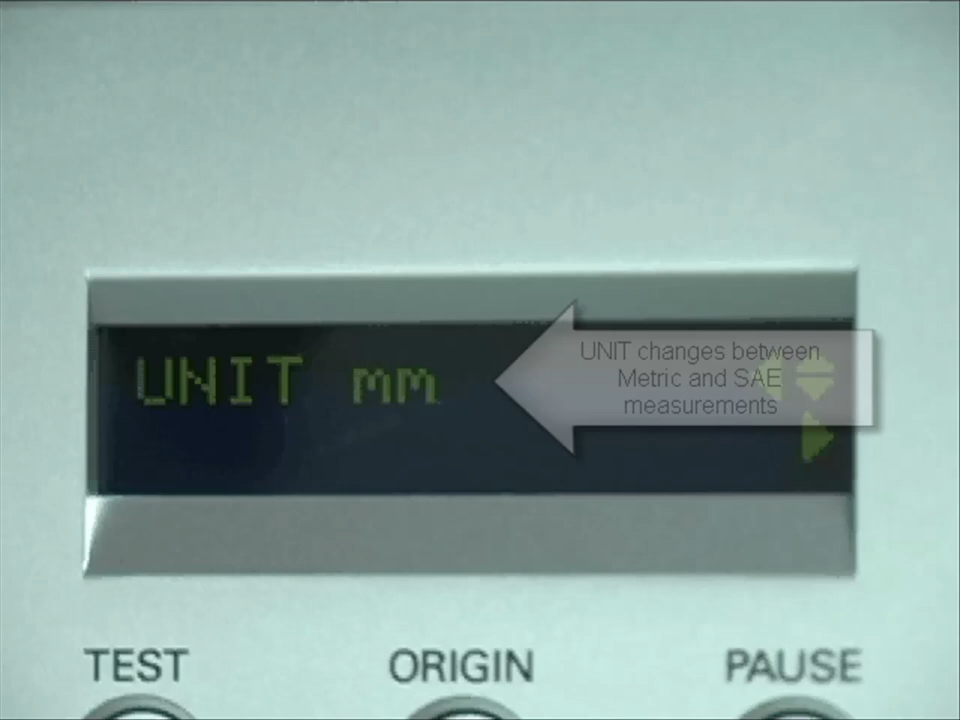 UNIT mm
UNIT changes between
Metric and SAE
measurements
TEST ORIGIN PAUSE